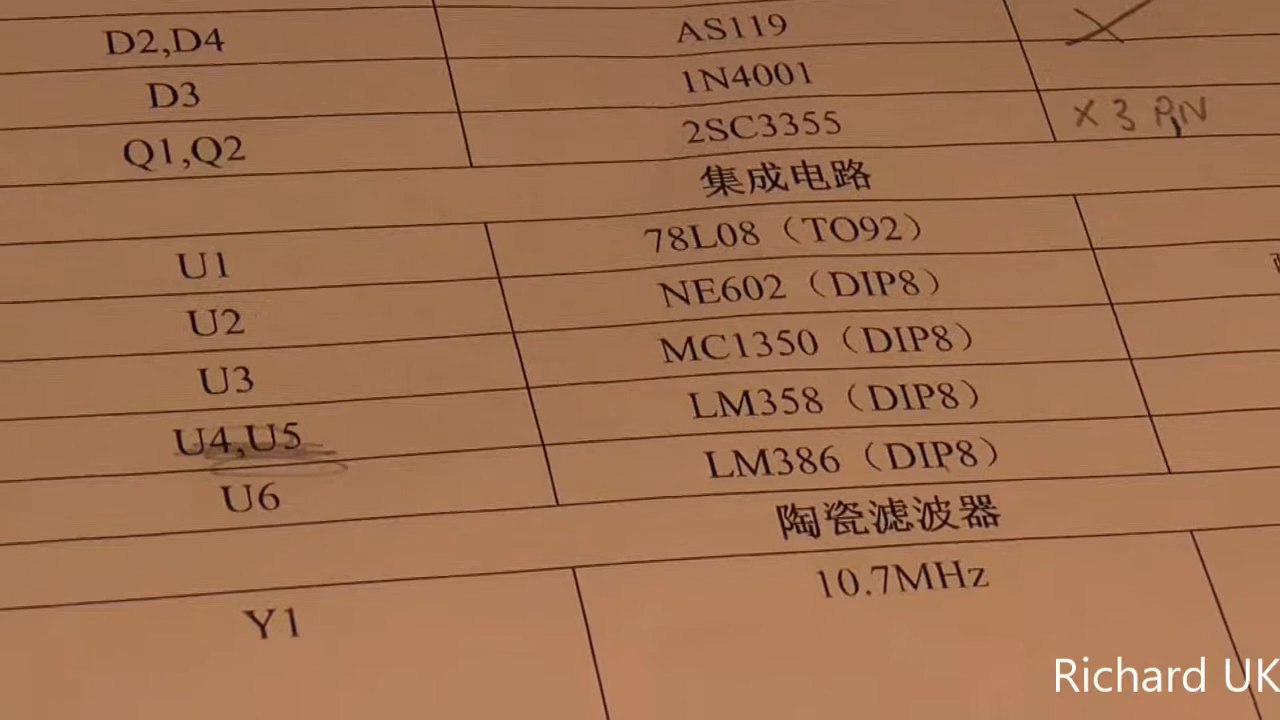 D2,D4 AS119 X
D3 1N4001
Q1,Q2 2SC3355 X 3 PIN
集成电路
U1 78L08（TO92）
U2 NE602（DIP8）
U3 MC1350（DIP8）
U4,U5 LM358（DIP8）
U6 LM386（DIP8）
陶瓷滤波器
Y1 10.7MHz
Richard UK